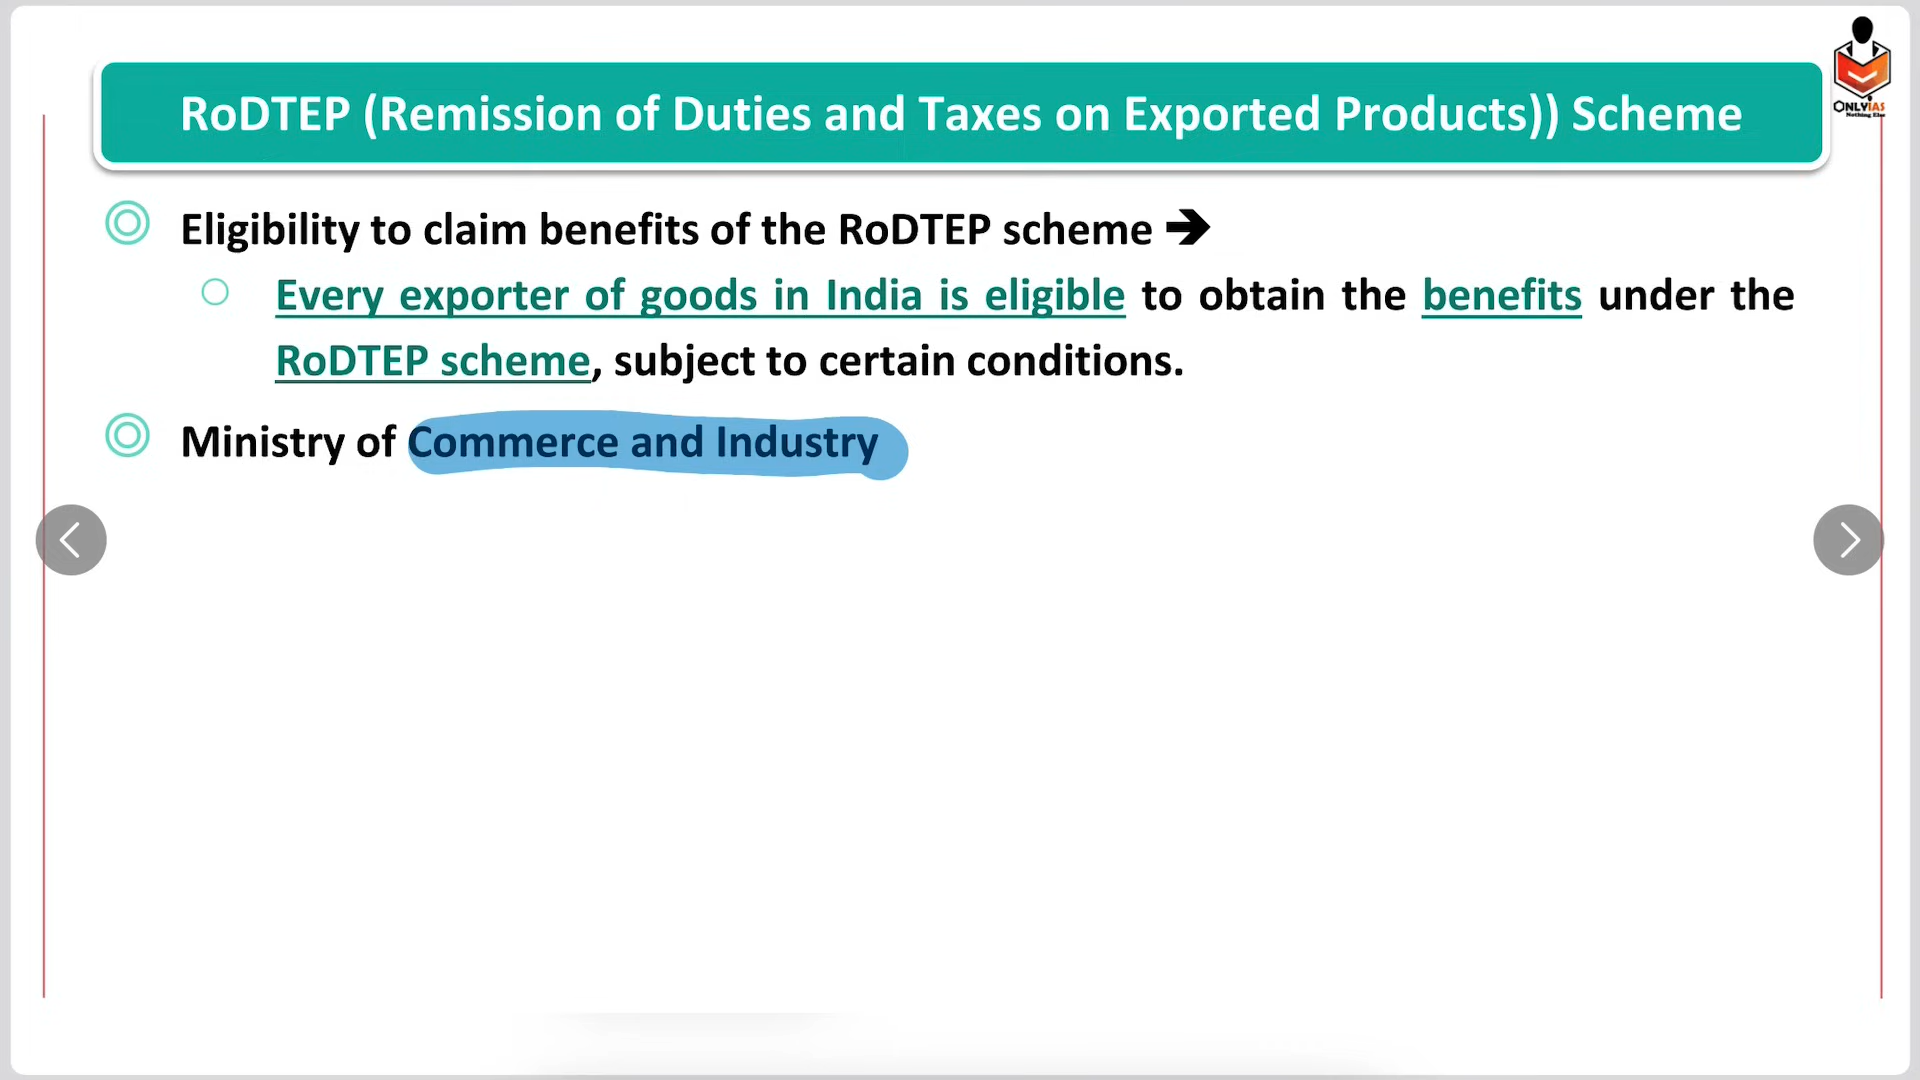 RoDTEP (Remission of Duties and Taxes on Exported Products)) Scheme
ONLYIAS
Nothing Else
Eligibility to claim benefits of the RoDTEP scheme ➔
Every exporter of goods in India is eligible to obtain the benefits under the
RoDTEP scheme, subject to certain conditions.
Ministry of Commerce and Industry